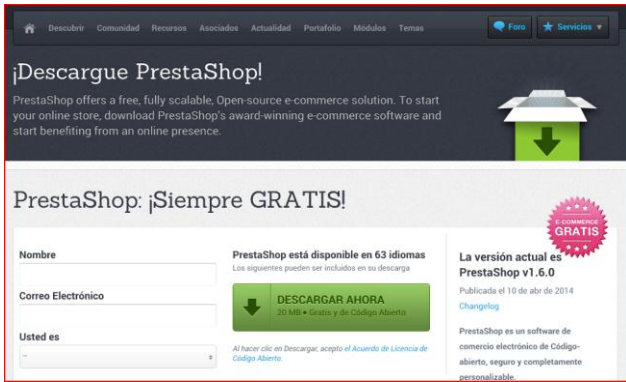 Descubrir Comunidad Recursos Asociados Actualidad Portafolio Módulos Temas Foro Servicios
¡Descargue PrestaShop!
PrestaShop offers a free, fully scalable, Open-source e-commerce solution. To start
your online store, download PrestaShop's award-winning e-commerce software and
start benefiting from an online presence.
PrestaShop: ¡Siempre GRATIS!
E-COMMERCE
GRATIS
Nombre
Correo Electrónico
Usted es
--
PrestaShop está disponible en 63 idiomas
Los siguientes pueden ser incluidos en su descarga
DESCARGAR AHORA
20 MB • Gratis y de Código Abierto
Al hacer clic en Descargar, acepto el Acuerdo de Licencia de
Código Abierto.
La versión actual es
PrestaShop v1.6.0
Publicada el 10 de abr de 2014
Changelog
PrestaShop es un software de
comercio electrónico de Código-
abierto, seguro y completamente
personalizable.